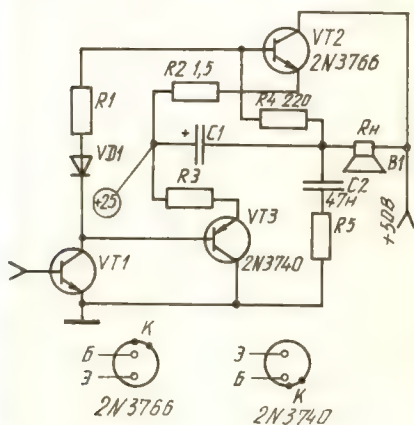 VT2
2N3766
R2 1,5
R4 220
R1
+
C1
Rн
B1
VD1
C2
47н
+25
R3
VT3
R5
+50В
2N3740
VT1
К
Б
Э
2N3766
Э
Б
К
2N3740